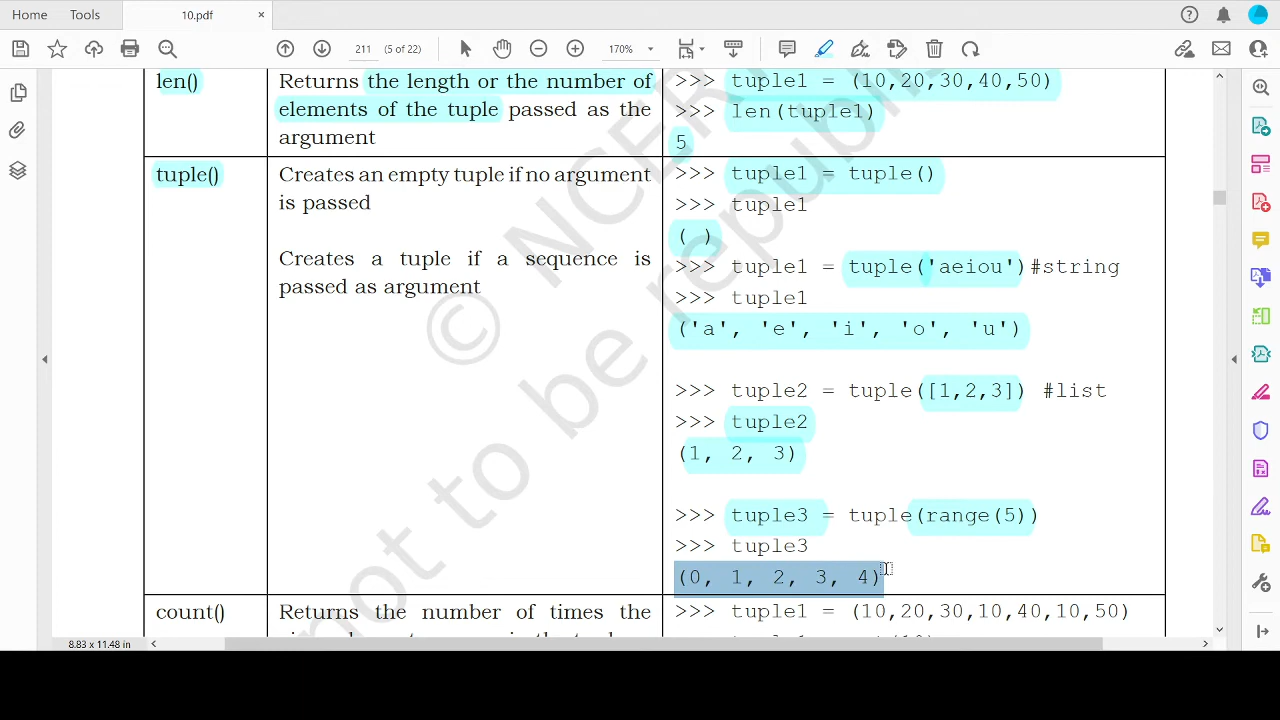 Home Tools 10.pdf ×
211 (5 of 22) 170%
len() Returns the length or the number of >>> tuple1 = (10,20,30,40,50)
elements of the tuple passed as the >>> len(tuple1)
argument 5
tuple() Creates an empty tuple if no argument >>> tuple1 = tuple()
is passed >>> tuple1
( )
Creates a tuple if a sequence is >>> tuple1 = tuple('aeiou')#string
passed as argument >>> tuple1
('a', 'e', 'i', 'o', 'u')
>>> tuple2 = tuple([1,2,3]) #list
>>> tuple2
(1, 2, 3)
>>> tuple3 = tuple(range(5))
>>> tuple3
(0, 1, 2, 3, 4)
count() Returns the number of times the >>> tuple1 = (10,20,30,10,40,10,50)
© NCER
not to be republi
8.83 x 11.48 in